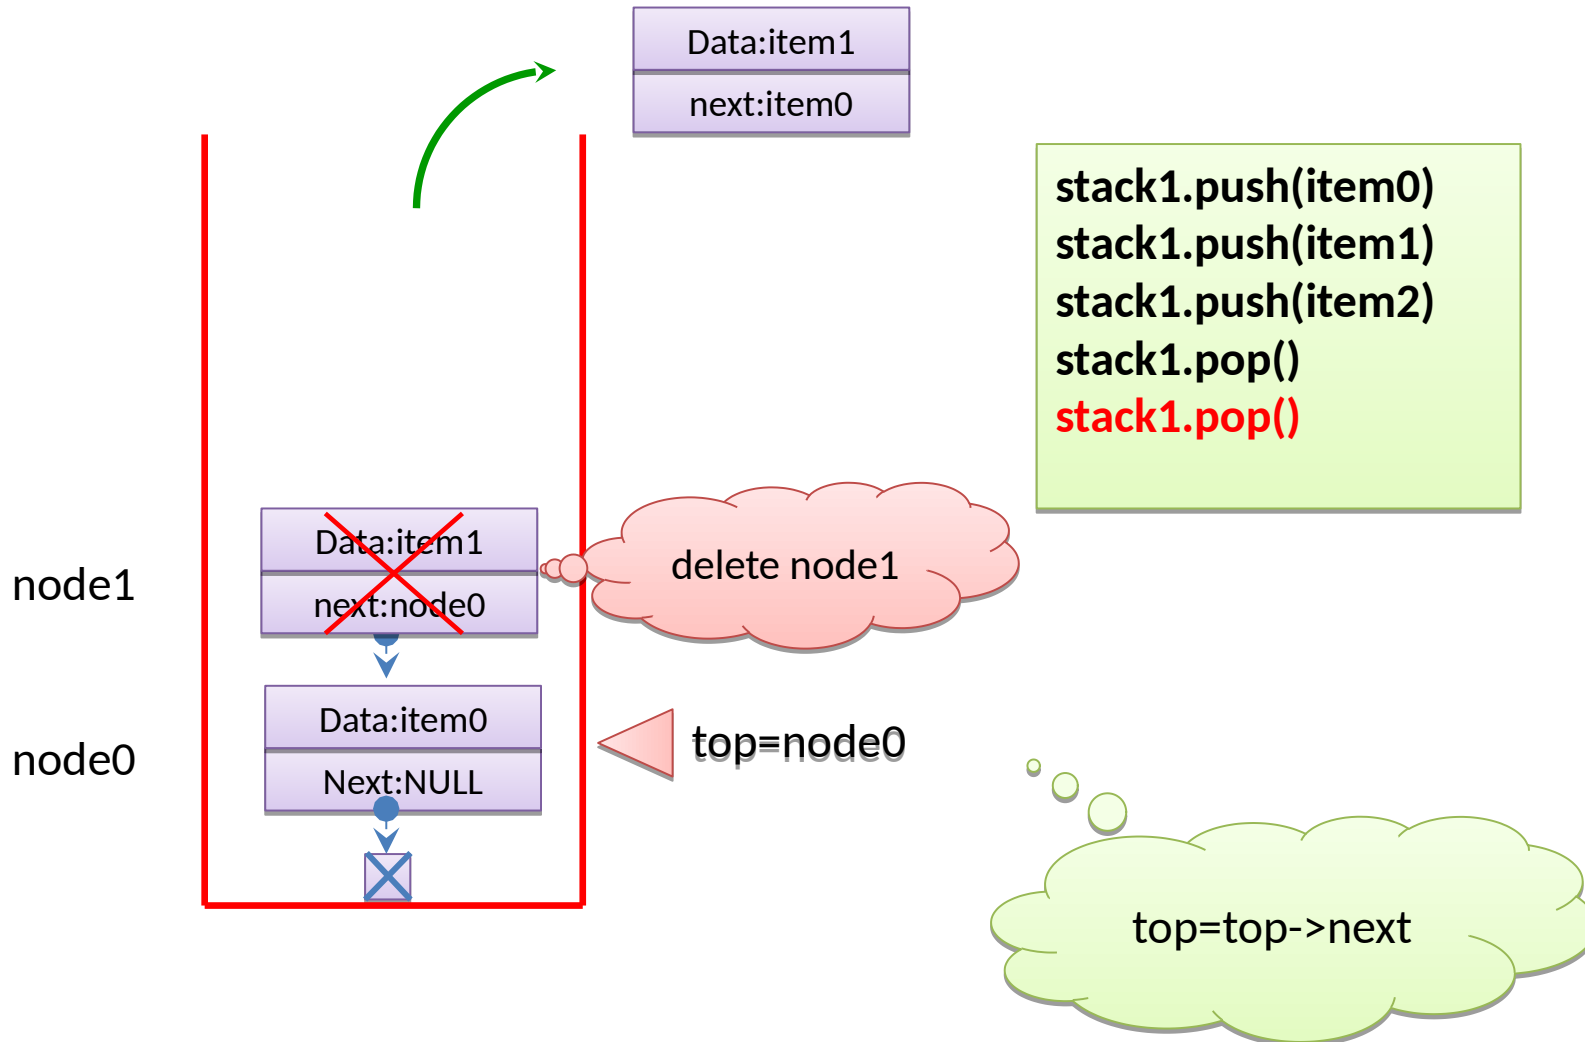 Data:item1
next:item0
stack1.push(item0)
stack1.push(item1)
stack1.push(item2)
stack1.pop()
stack1.pop()
node1
Data:item1
next:node0
delete node1
node0
Data:item0
Next:NULL
top=node0
top=top->next